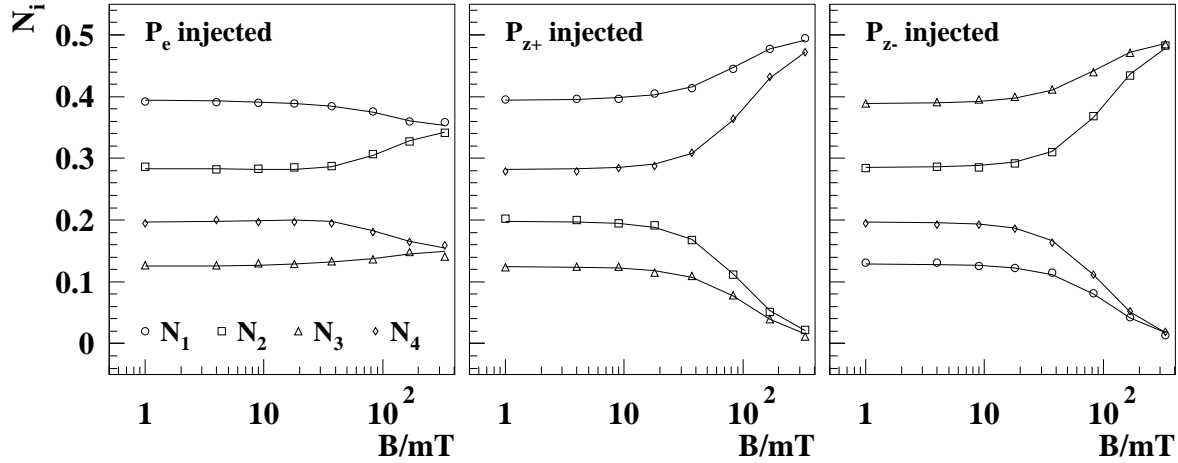 N_i
P_e injected
P_z+ injected
P_z- injected
0.5
0.4
0.3
0.2
0.1
0
N_1 N_2 N_3 N_4
1 10 10^2
1 10 10^2
1 10 10^2
B/mT
B/mT
B/mT